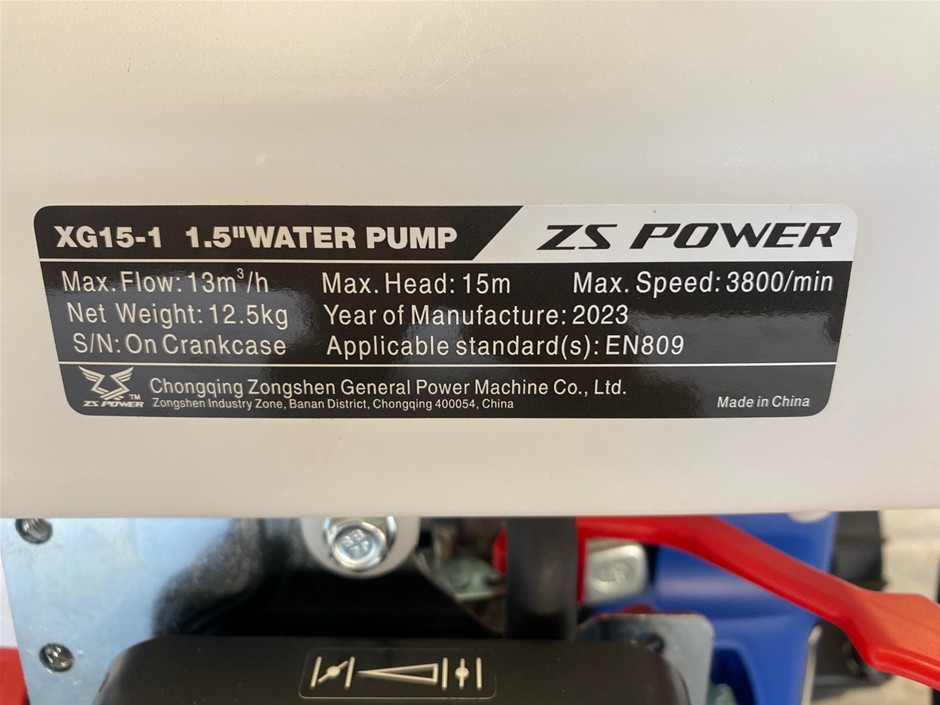 XG15-1 1.5"WATER PUMP
ZS POWER
Max. Flow: 13m³/h Max. Head: 15m Max. Speed: 3800/min
Net Weight: 12.5kg Year of Manufacture: 2023
S/N: On Crankcase Applicable standard(s): EN809
ZS POWER ™
Chongqing Zongshen General Power Machine Co., Ltd.
Zongshen Industry Zone, Banan District, Chongqing 400054, China
Made in China